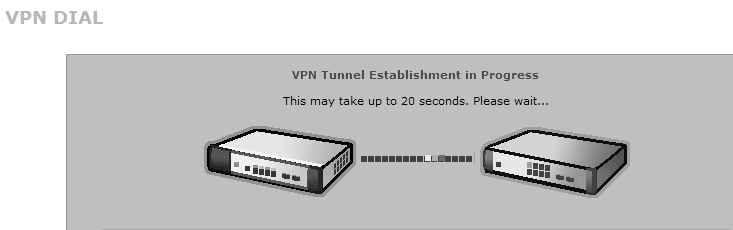 VPN DIAL
VPN Tunnel Establishment in Progress
This may take up to 20 seconds. Please wait...